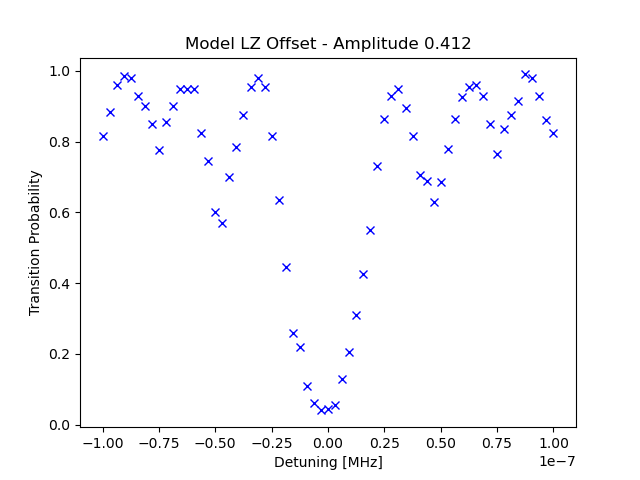 Model LZ Offset - Amplitude 0.412
1.0
0.8
0.6
0.4
0.2
0.0
Transition Probability
−1.00 −0.75 −0.50 −0.25 0.00 0.25 0.50 0.75 1.00
1e−7
Detuning [MHz]